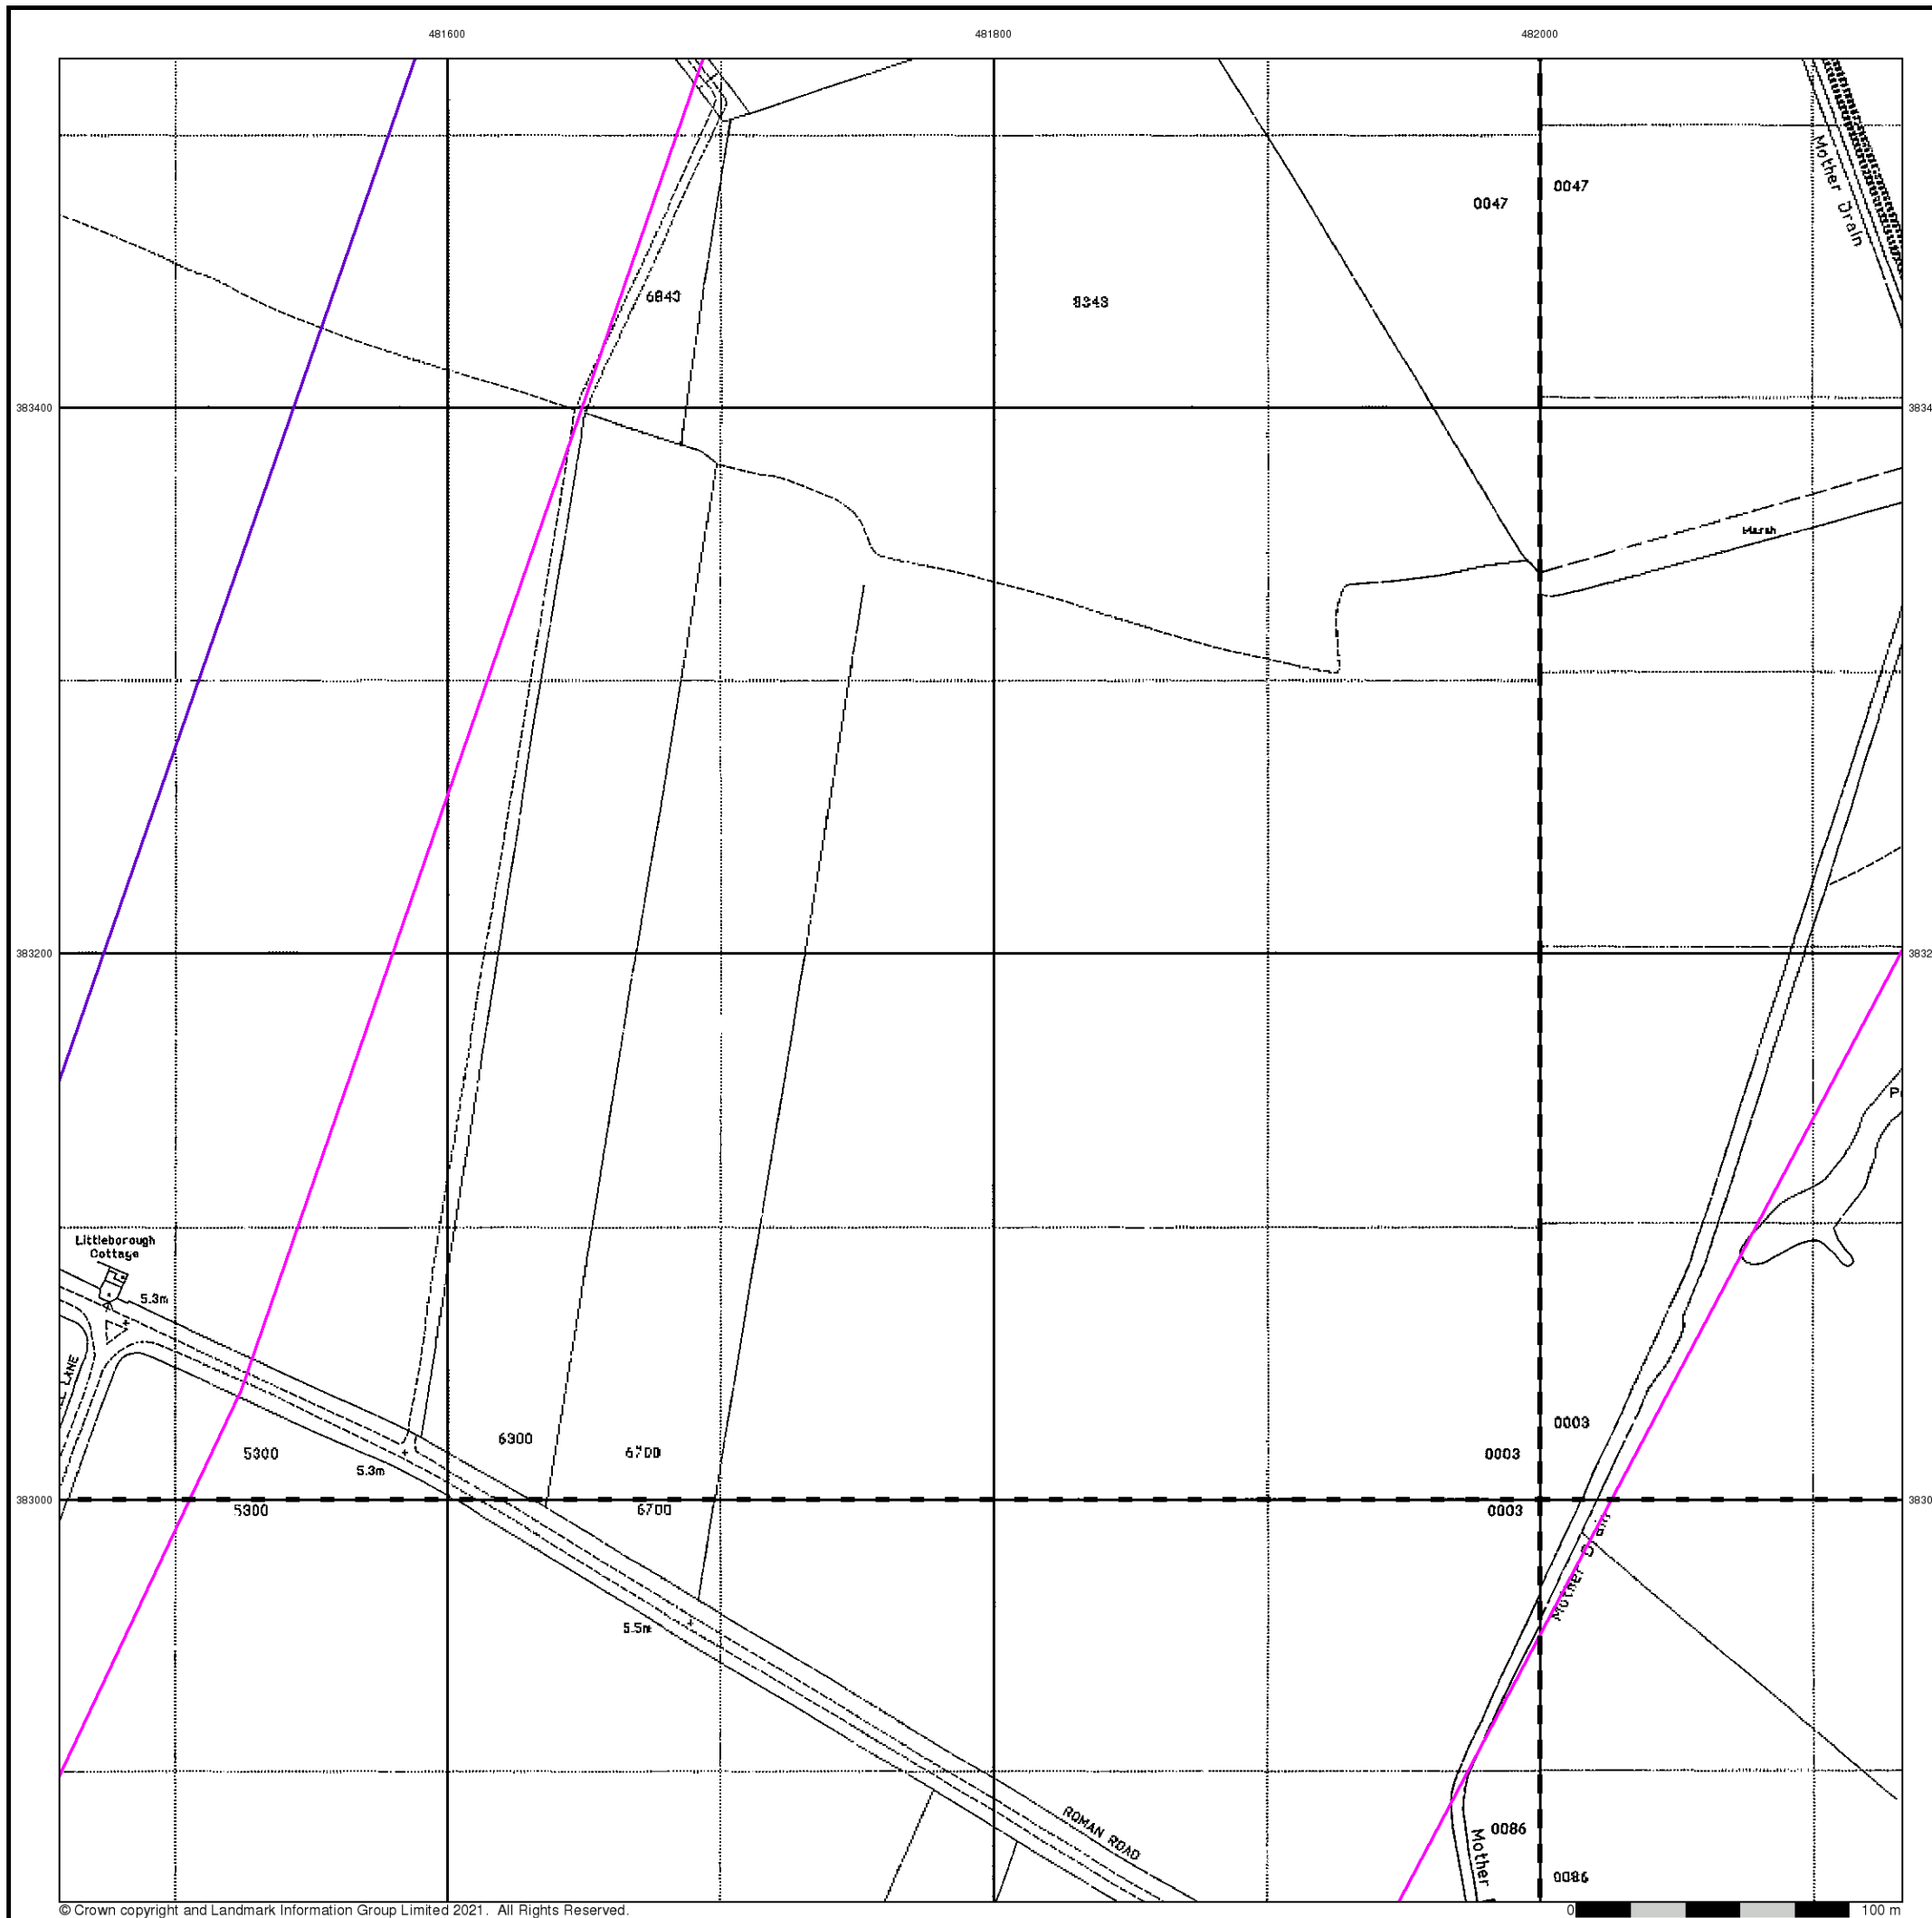 481600
481800
482000
Mother Drain
0047
0047
6843
8343
383400
Marsh
383200
Littleborough
Cottage
5.3m
LANE
5300
5.3m
6300
6700
0003
0003
383000
5300
6700
0003
Mother
5.5m
ROMAN ROAD
0086
Mother
0086
© Crown copyright and Landmark Information Group Limited 2021. All Rights Reserved.
0
100 m